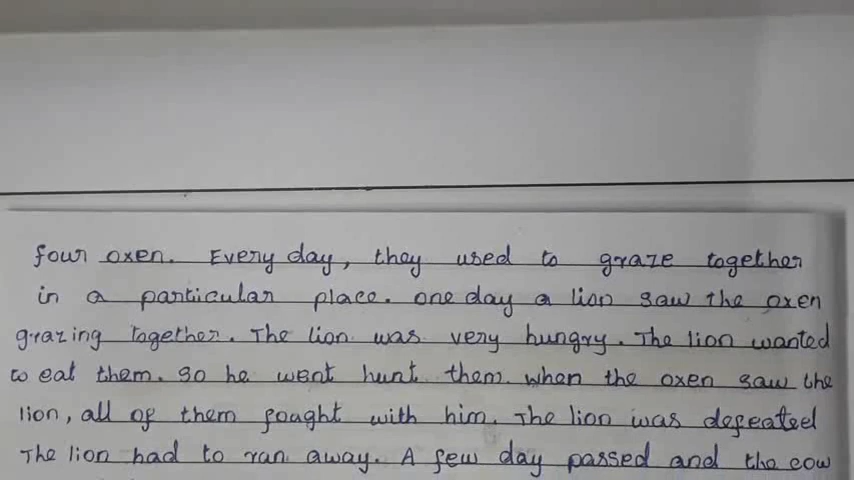 four oxen. Every day, they used to graze together
in a particular place. one day a lion saw the oxen
grazing together. The lion was very hungry. The lion wanted
to eat them. so he went hunt them. when the oxen saw the
lion, all of them fought with him. The lion was defeated
The lion had to ran away. A few day passed and the cow